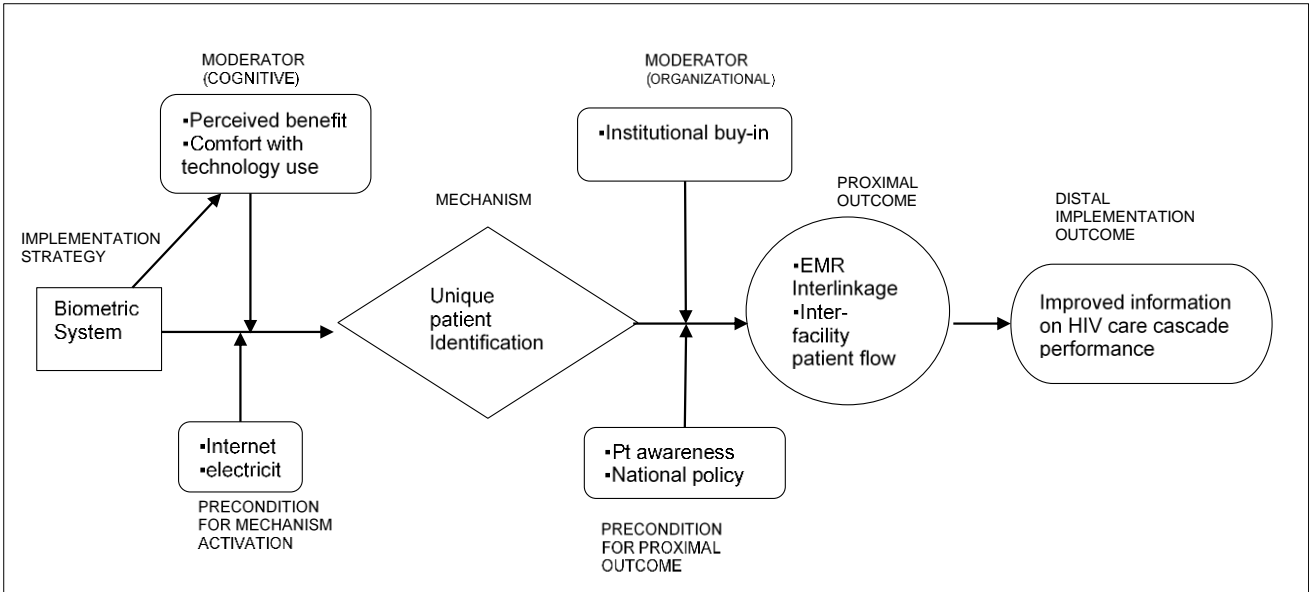 MODERATOR
(COGNITIVE)
▪Perceived benefit
▪Comfort with
technology use
MODERATOR
(ORGANIZATIONAL)
▪Institutional buy-in
IMPLEMENTATION
STRATEGY
Biometric
System
MECHANISM
Unique
patient
Identification
PROXIMAL
OUTCOME
▪EMR
Interlinkage
▪Inter-
facility
patient flow
DISTAL
IMPLEMENTATION
OUTCOME
Improved information
on HIV care cascade
performance
▪Internet
▪electricit
PRECONDITION
FOR MECHANISM
ACTIVATION
▪Pt awareness
▪National policy
PRECONDITION
FOR PROXIMAL
OUTCOME